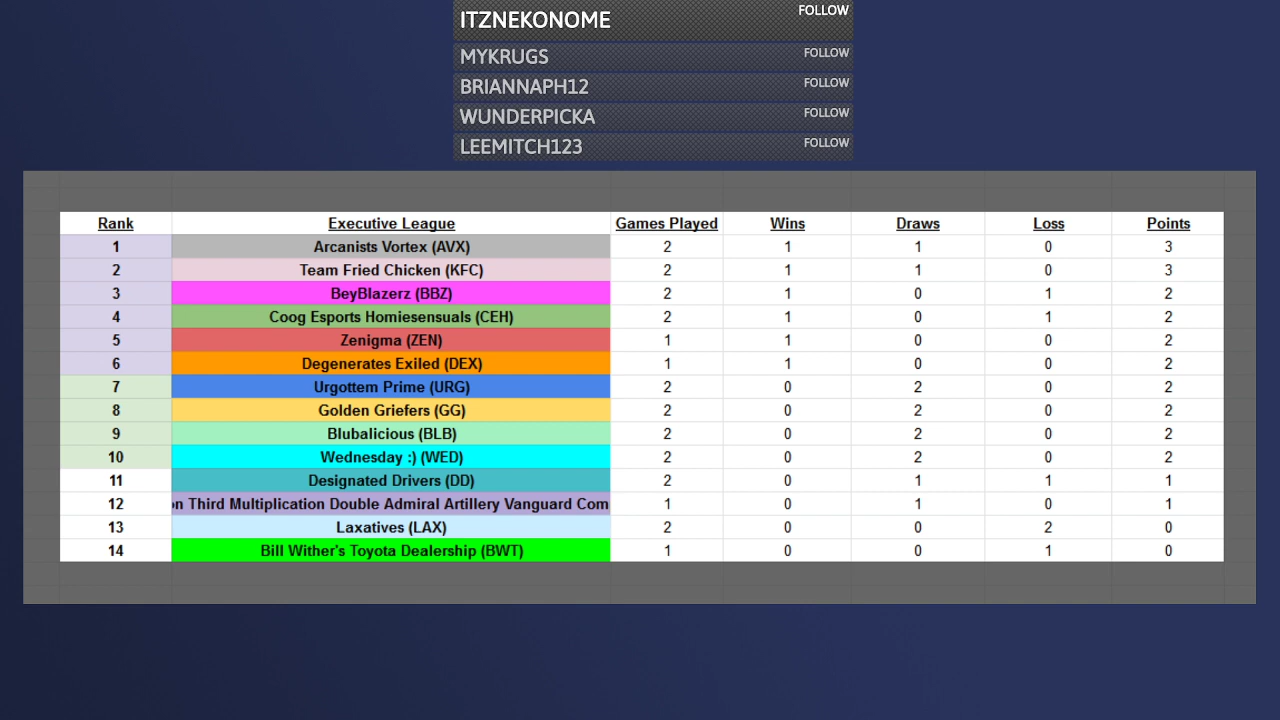 ITZNEKONOME FOLLOW
MYKRUGS FOLLOW
BRIANNAPH12 FOLLOW
WUNDERPICKA FOLLOW
LEEMITCH123 FOLLOW
Rank Executive League Games Played Wins Draws Loss Points
1 Arcanists Vortex (AVX) 2 1 1 0 3
2 Team Fried Chicken (KFC) 2 1 1 0 3
3 BeyBlazerz (BBZ) 2 1 0 1 2
4 Coog Esports Homiesensuals (CEH) 2 1 0 1 2
5 Zenigma (ZEN) 1 1 0 0 2
6 Degenerates Exiled (DEX) 1 1 0 0 2
7 Urgottem Prime (URG) 2 0 2 0 2
8 Golden Griefers (GG) 2 0 2 0 2
9 Blubalicious (BLB) 2 0 2 0 2
10 Wednesday :) (WED) 2 0 2 0 2
11 Designated Drivers (DD) 2 0 1 1 1
12 on Third Multiplication Double Admiral Artillery Vanguard Com 1 0 1 0 1
13 Laxatives (LAX) 2 0 0 2 0
14 Bill Wither's Toyota Dealership (BWT) 1 0 0 1 0